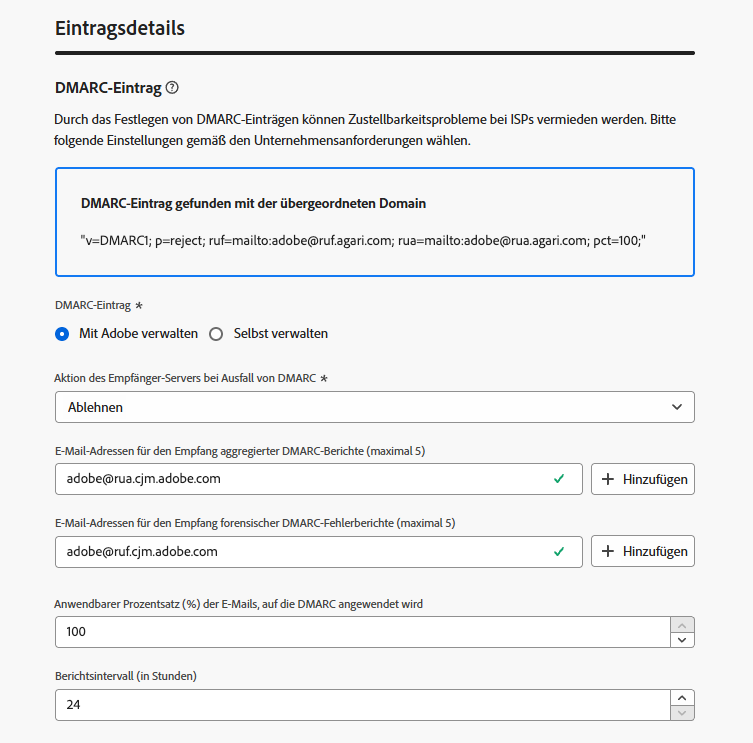 Eintragsdetails
DMARC-Eintrag
Durch das Festlegen von DMARC-Einträgen können Zustellbarkeitsprobleme bei ISPs vermieden werden. Bitte
folgende Einstellungen gemäß den Unternehmensanforderungen wählen.
DMARC-Eintrag gefunden mit der übergeordneten Domain
"v=DMARC1; p=reject; ruf=mailto:adobe@ruf.agari.com; rua=mailto:adobe@rua.agari.com; pct=100;"
DMARC-Eintrag *
Mit Adobe verwalten Selbst verwalten
Aktion des Empfänger-Servers bei Ausfall von DMARC *
Ablehnen
E-Mail-Adressen für den Empfang aggregierter DMARC-Berichte (maximal 5)
adobe@rua.cjm.adobe.com + Hinzufügen
E-Mail-Adressen für den Empfang forensischer DMARC-Fehlerberichte (maximal 5)
adobe@ruf.cjm.adobe.com + Hinzufügen
Anwendbarer Prozentsatz (%) der E-Mails, auf die DMARC angewendet wird
100
Berichtsintervall (in Stunden)
24